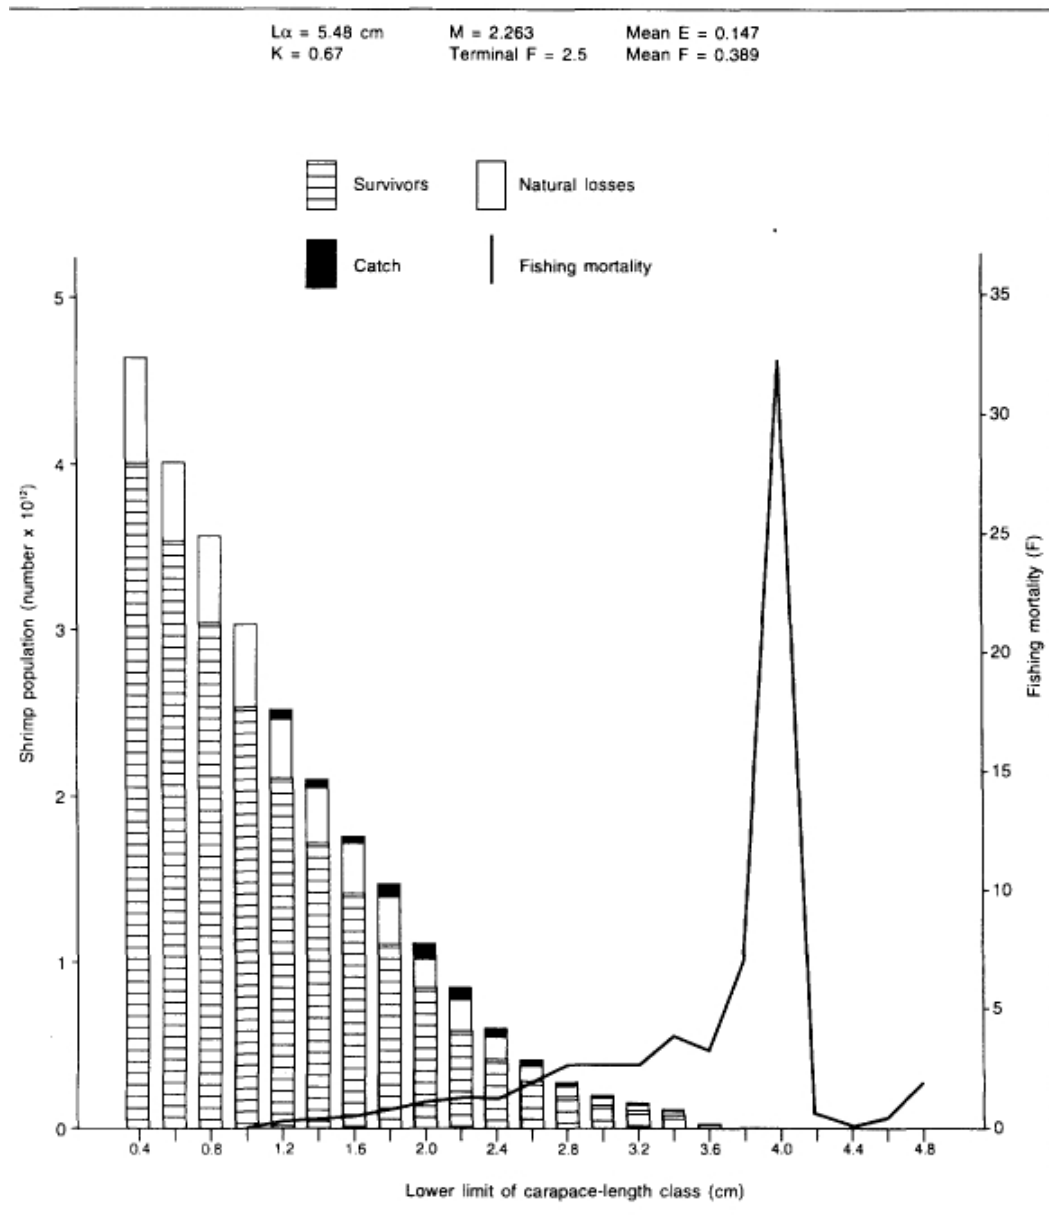 Lα = 5.48 cm M = 2.263 Mean E = 0.147
K = 0.67 Terminal F = 2.5 Mean F = 0.389
Survivors Natural losses
Catch Fishing mortality
5
4
3
2
1
0
Shrimp population (number x 10¹²)
35
30
25
20
15
10
5
0
Fishing mortality (F)
0.4 0.8 1.2 1.6 2.0 2.4 2.8 3.2 3.6 4.0 4.4 4.8
Lower limit of carapace-length class (cm)